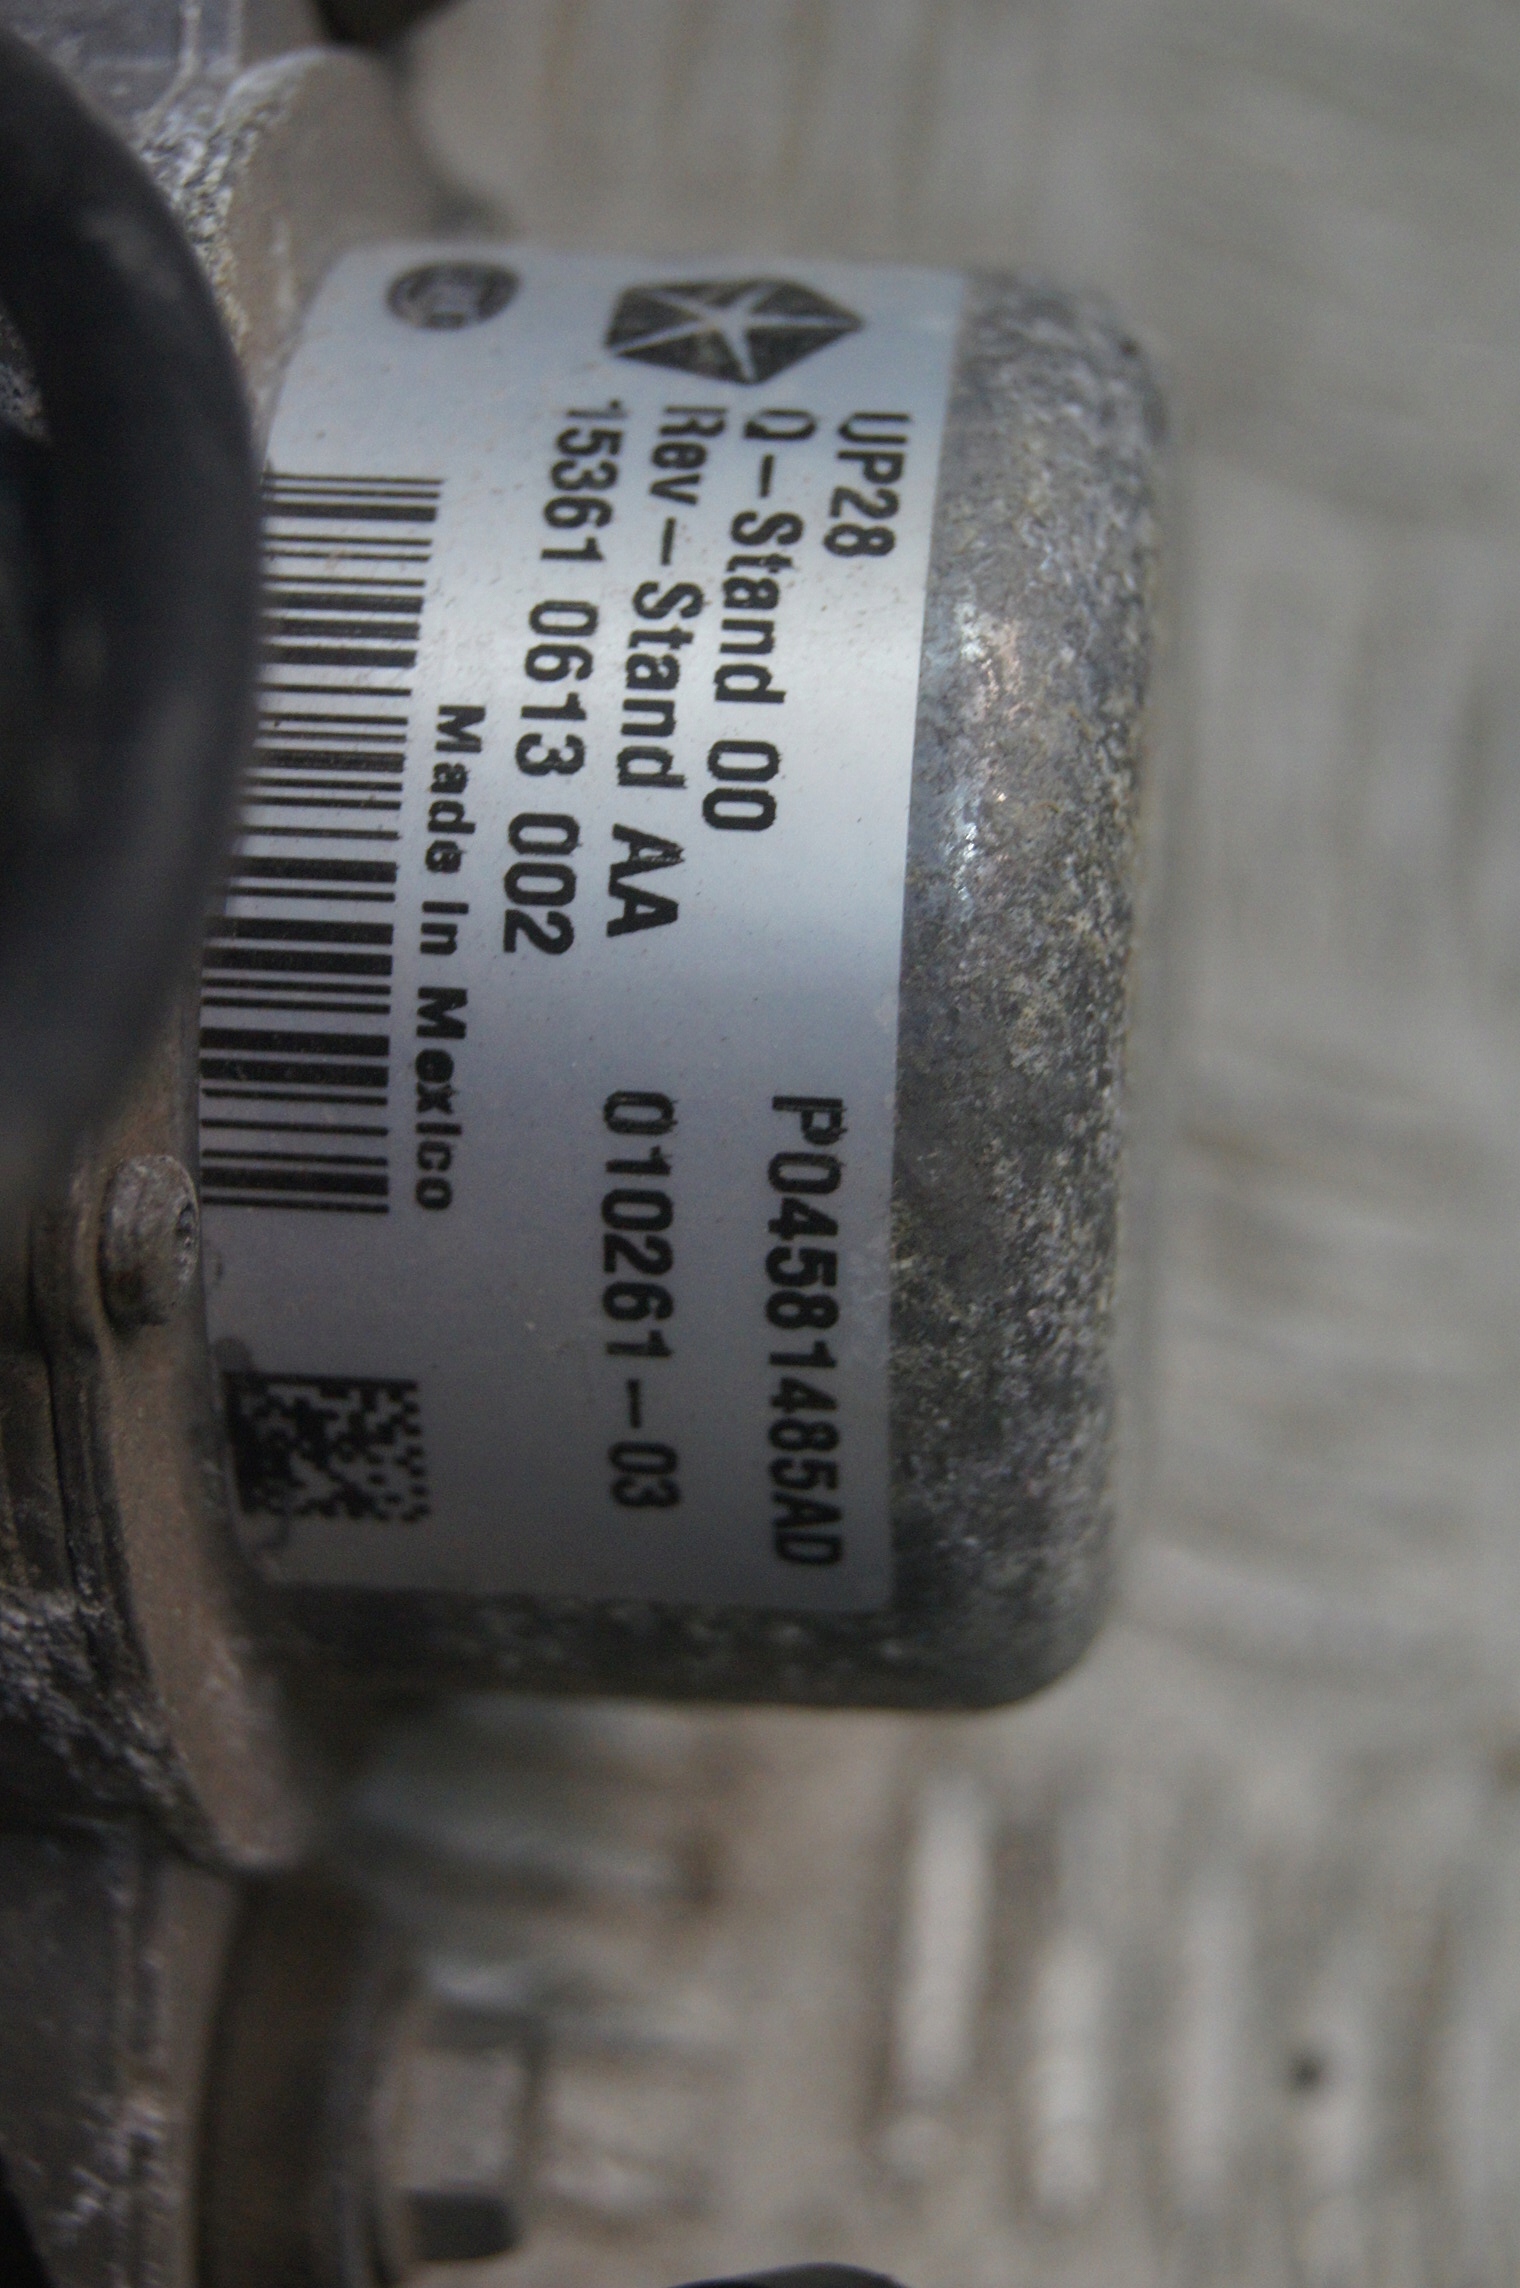 UP28
Q-Stand 00 P04581485AD
Rev-Stand AA
15361 0613 002 010261-03
Made In Mexico